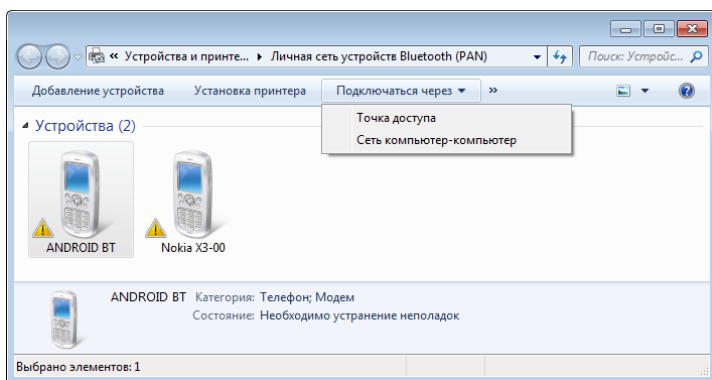 « Устройства и принте... ▸ Личная сеть устройств Bluetooth (PAN)
Поиск: Устройс...
Добавление устройства Установка принтера Подключаться через »
Точка доступа
Сеть компьютер-компьютер
Устройства (2)
ANDROID BT
Nokia X3-00
ANDROID BT Категория: Телефон; Модем
Состояние: Необходимо устранение неполадок
Выбрано элементов: 1